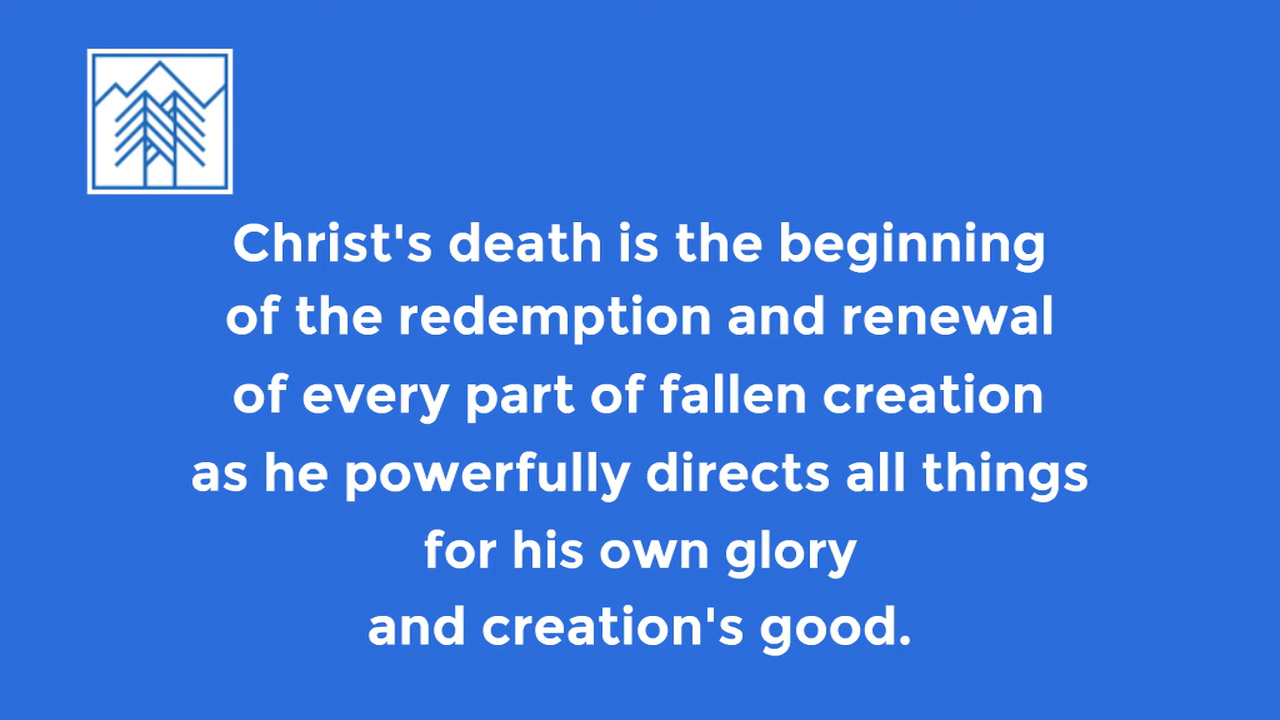 Christ's death is the beginning
of the redemption and renewal
of every part of fallen creation
as he powerfully directs all things
for his own glory
and creation's good.